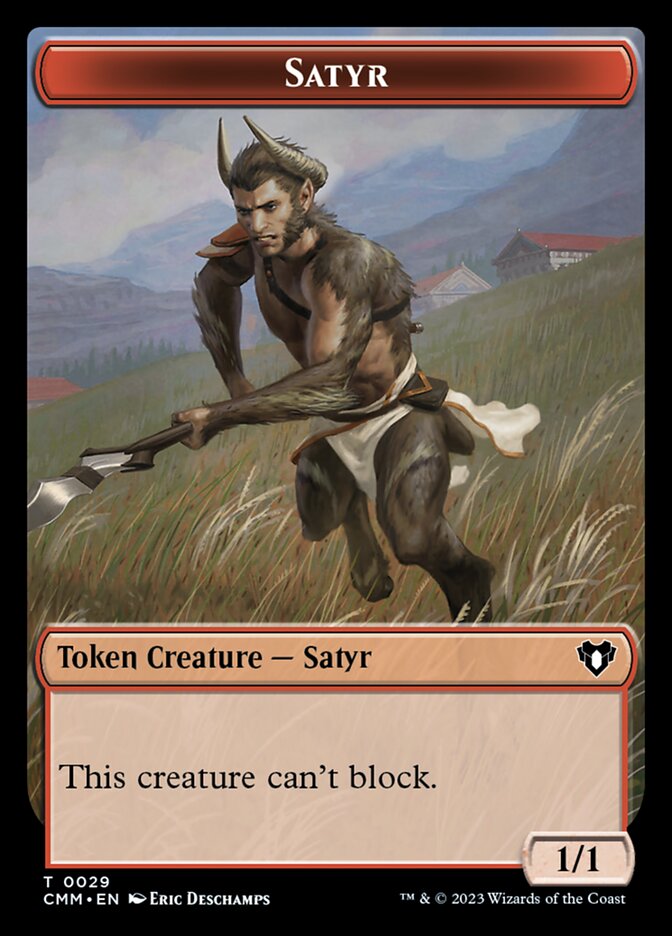 Satyr
Token Creature — Satyr
This creature can't block.
1/1
T 0029
CMM • EN Eric Deschamps
™ & © 2023 Wizards of the Coast